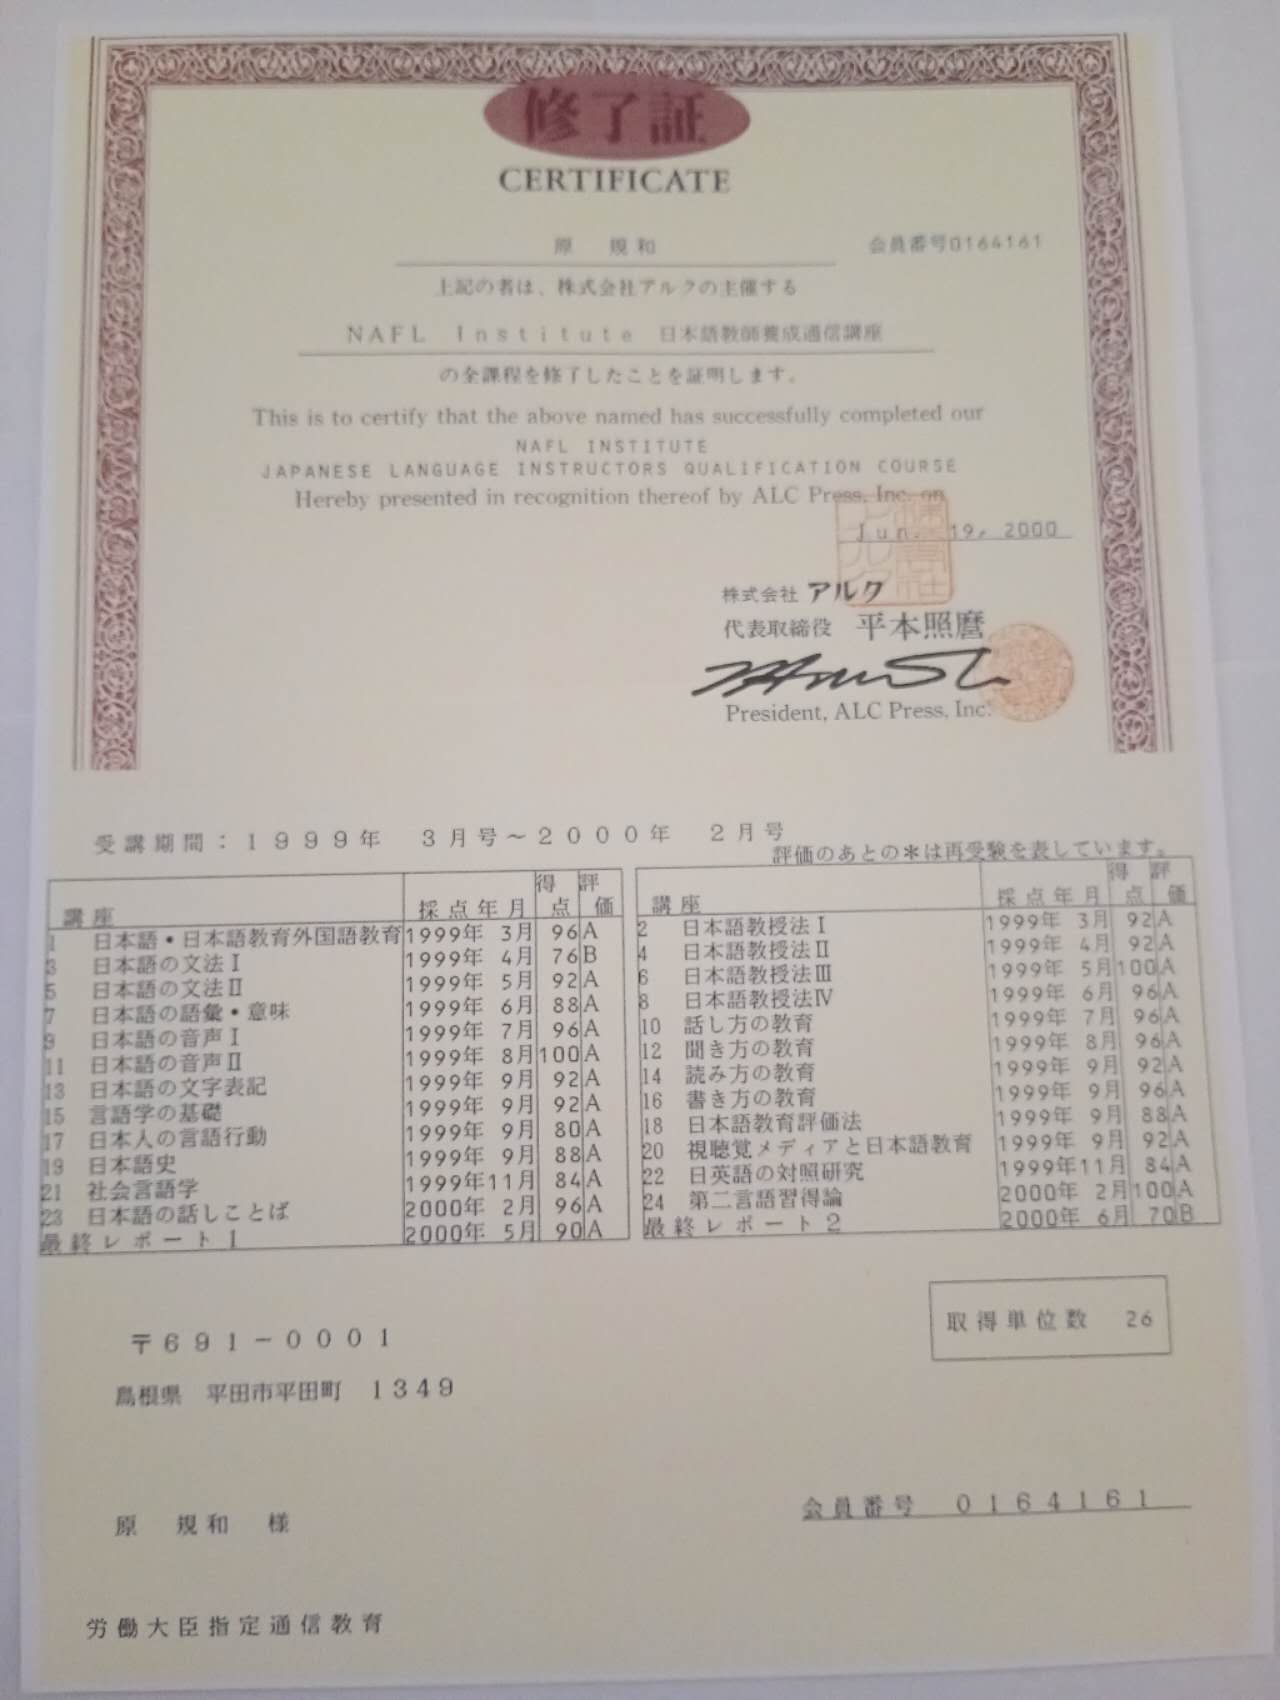 修了証
CERTIFICATE
原　規和
会員番号0164161
上記の者は、株式会社アルクの主催する
NAFL Institute 日本語教師養成通信講座
の全課程を修了したことを証明します。
This is to certify that the above named has successfully completed our
NAFL INSTITUTE
JAPANESE LANGUAGE INSTRUCTORS QUALIFICATION COURSE
Hereby presented in recognition thereof by ALC Press, Inc. on
Jun. 19, 2000
株式会社 アルク
代表取締役　平本照麿
President, ALC Press, Inc.
受講期間：1999年　3月号～2000年　2月号
評価のあとの＊は再受験を表しています。
講座 採点年月 得点 評価 講座 採点年月 得点 評価
1 日本語・日本語教育外国語教育 1999年 3月 96 A 2 日本語教授法Ⅰ 1999年 3月 92 A
3 日本語の文法Ⅰ 1999年 4月 76 B 4 日本語教授法Ⅱ 1999年 4月 92 A
5 日本語の文法Ⅱ 1999年 5月 92 A 6 日本語教授法Ⅲ 1999年 5月 100 A
7 日本語の語彙・意味 1999年 6月 88 A 8 日本語教授法Ⅳ 1999年 6月 96 A
9 日本語の音声Ⅰ 1999年 7月 96 A 10 話し方の教育 1999年 7月 96 A
11 日本語の音声Ⅱ 1999年 8月 100 A 12 聞き方の教育 1999年 8月 96 A
13 日本語の文字表記 1999年 9月 92 A 14 読み方の教育 1999年 9月 92 A
15 言語学の基礎 1999年 9月 92 A 16 書き方の教育 1999年 9月 96 A
17 日本人の言語行動 1999年 9月 80 A 18 日本語教育評価法 1999年 9月 88 A
19 日本語史 1999年 9月 88 A 20 視聴覚メディアと日本語教育 1999年 9月 92 A
21 社会言語学 1999年11月 84 A 22 日英語の対照研究 1999年11月 84 A
23 日本語の話しことば 2000年 2月 96 A 24 第二言語習得論 2000年 2月 100 A
最終レポート1 2000年 5月 90 A 最終レポート2 2000年 6月 70 B
取得単位数　26
〒691－0001
島根県　平田市平田町　1349
会員番号　0164161
原　規和　様
労働大臣指定通信教育